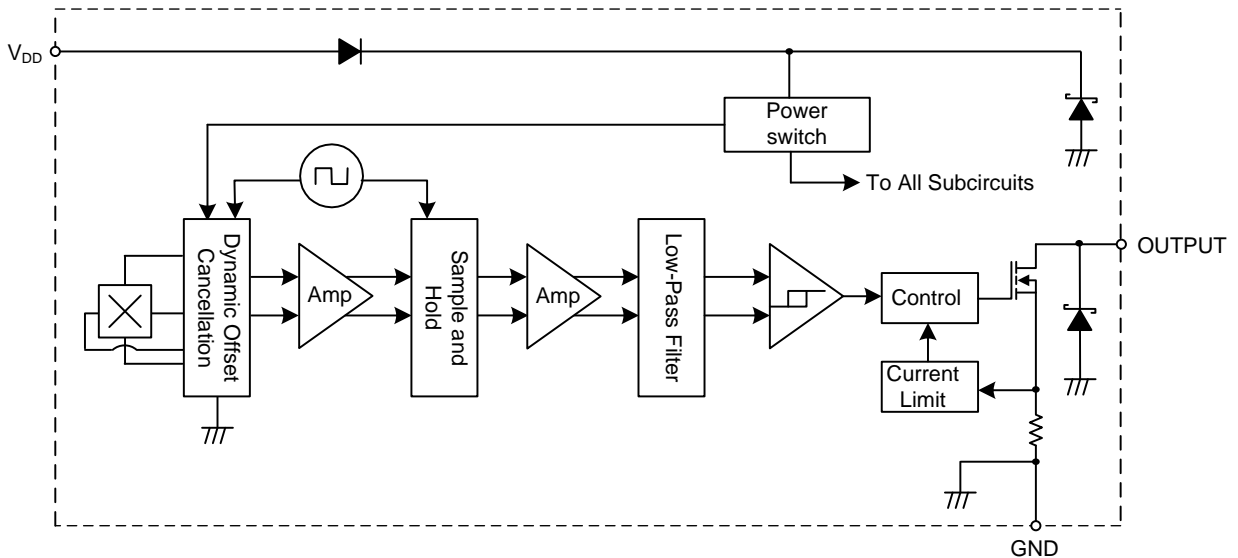 VDD
Power
switch
To All Subcircuits
Dynamic Offset
Cancellation
Amp
Sample and
Hold
Amp
Low-Pass Filter
Control
Current
Limit
OUTPUT
GND